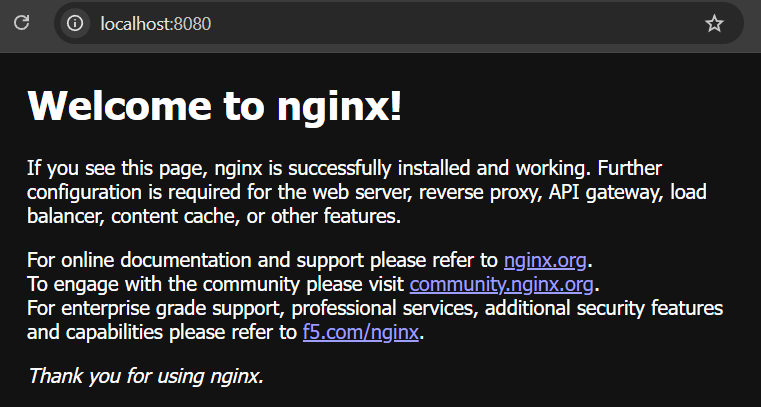 localhost:8080
Welcome to nginx!
If you see this page, nginx is successfully installed and working. Further
configuration is required for the web server, reverse proxy, API gateway, load
balancer, content cache, or other features.
For online documentation and support please refer to nginx.org.
To engage with the community please visit community.nginx.org.
For enterprise grade support, professional services, additional security features
and capabilities please refer to f5.com/nginx.
Thank you for using nginx.